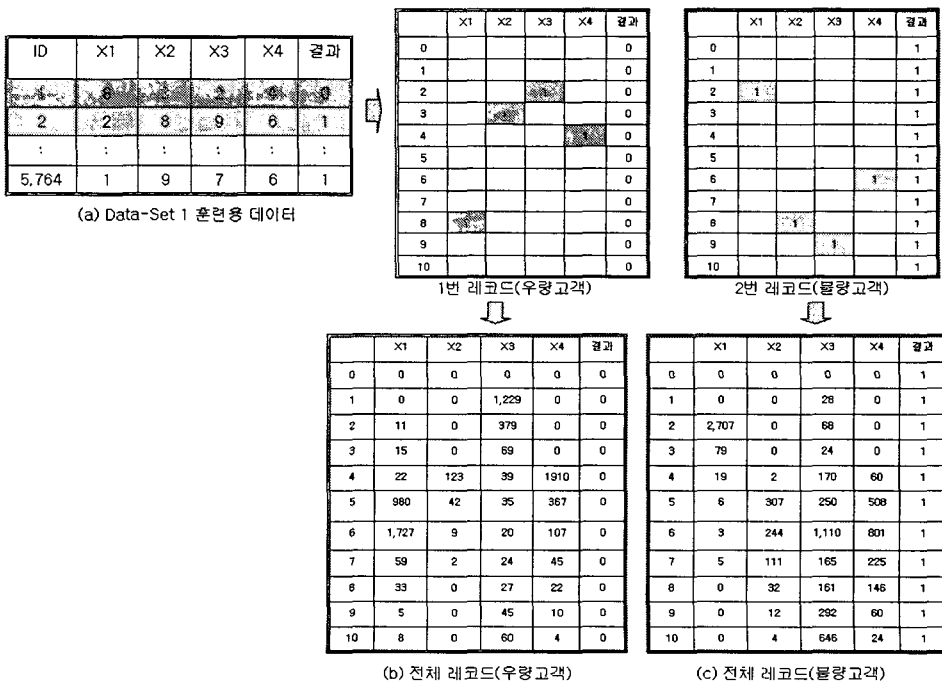 ID X1 X2 X3 X4 결과
2 2 8 9 6 1
: : : : : :
5,764 1 9 7 6 1
(a) Data-Set 1 훈련용 데이터
X1 X2 X3 X4 결과
0 0
1 0
2 1 0
3 0
4 1 0
5 0
6 0
7 0
8 0
9 0
10 0
1번 레코드(우량고객)
X1 X2 X3 X4 결과
0 1
1 1
2 1 1
3 1
4 1
5 1
6 1 1
7 1
8 1 1
9 1 1
10 1
2번 레코드(불량고객)
X1 X2 X3 X4 결과
0 0 0 0 0 0
1 0 0 1,229 0 0
2 11 0 379 0 0
3 15 0 69 0 0
4 22 123 39 1910 0
5 980 42 35 367 0
6 1,727 9 20 107 0
7 59 2 24 45 0
8 33 0 27 22 0
9 5 0 45 10 0
10 8 0 60 4 0
(b) 전체 레코드(우량고객)
X1 X2 X3 X4 결과
0 0 0 0 0 1
1 0 0 28 0 1
2 2,707 0 68 0 1
3 79 0 24 0 1
4 19 2 170 60 1
5 6 307 250 508 1
6 3 244 1,110 801 1
7 5 111 165 225 1
8 0 32 161 146 1
9 0 12 292 60 1
10 0 4 646 24 1
(c) 전체 레코드(불량고객)